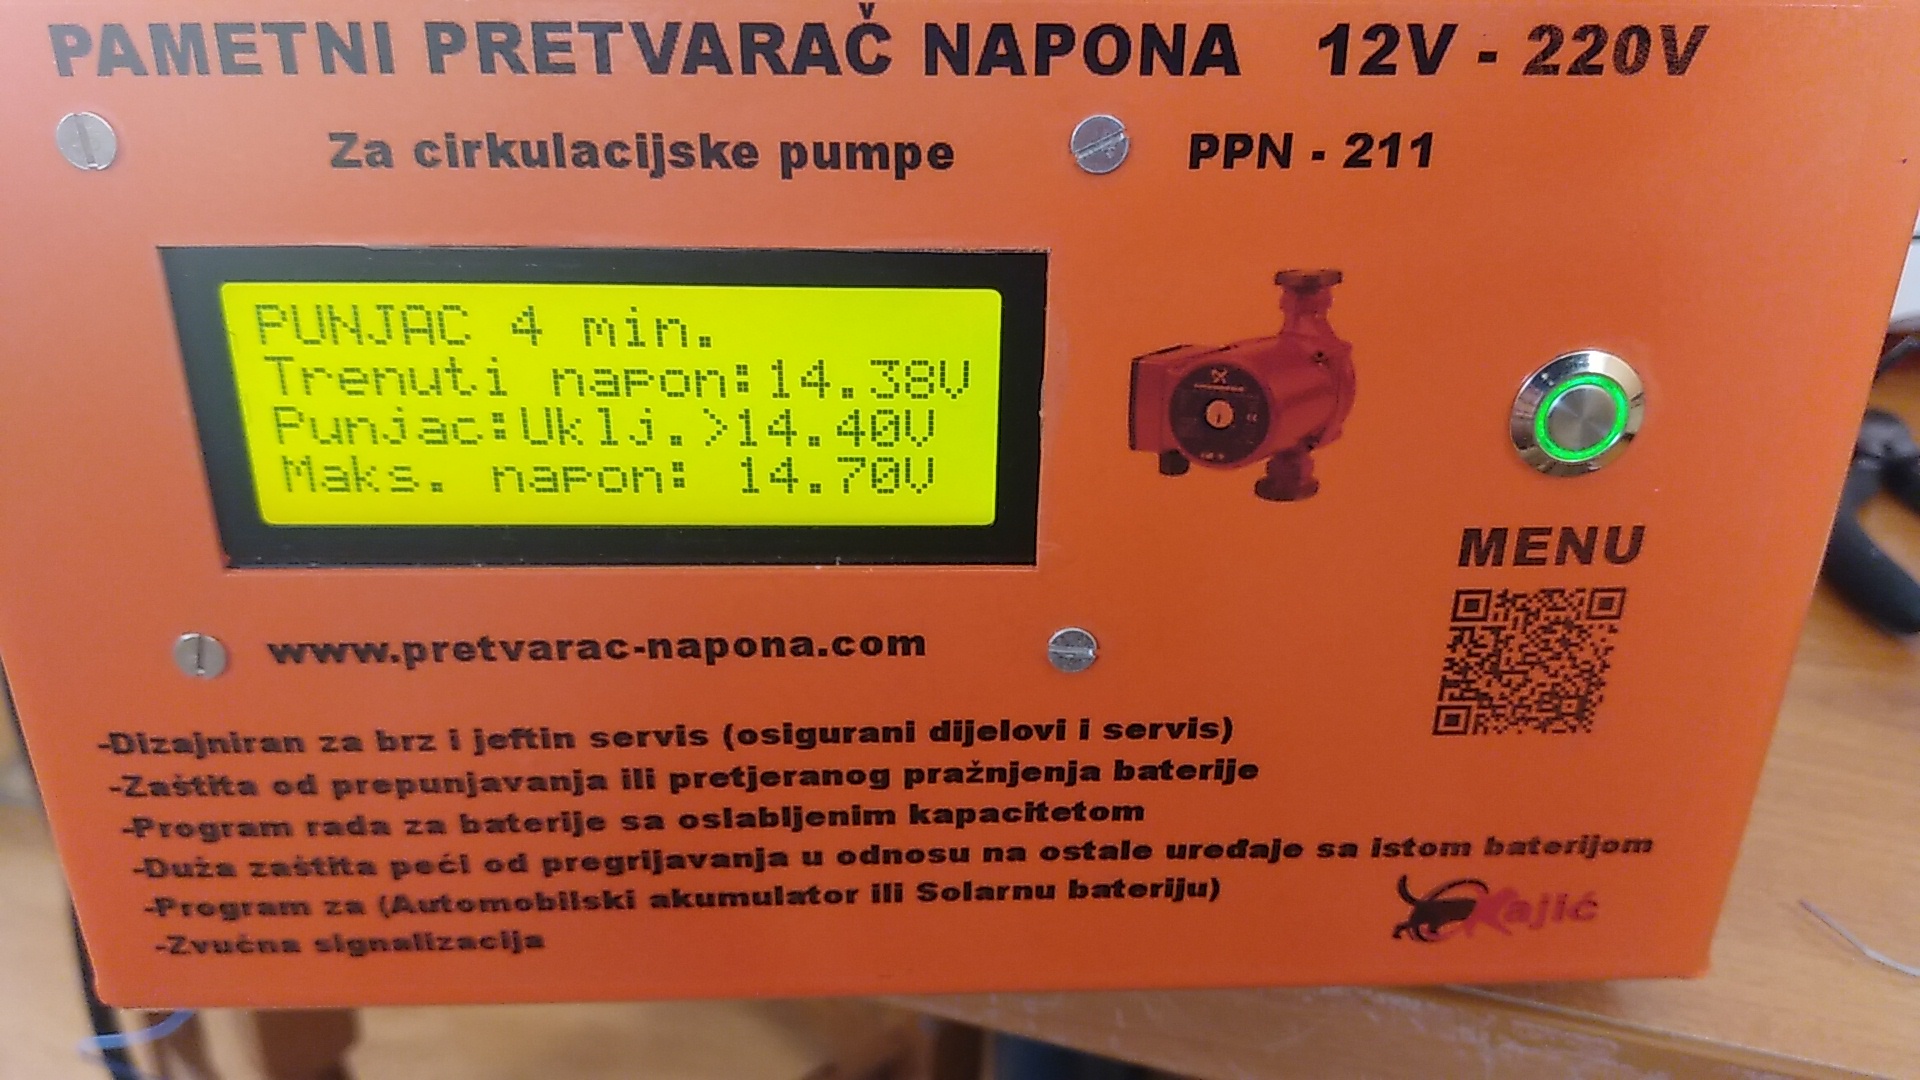 PAMETNI PRETVARAČ NAPONA 12V - 220V
Za cirkulacijske pumpe PPN - 211
PUNJAC 4 min.
Trenuti napon:14.38V
Punjac:Uklj.>14.40V
Maks. napon: 14.70V
MENU
www.pretvarac-napona.com
-Dizajniran za brz i jeftin servis (osigurani dijelovi i servis)
-Zaštita od prepunjavanja ili pretjeranog pražnjenja baterije
-Program rada za baterije sa oslabljenim kapacitetom
-Duža zaštita peći od pregrijavanja u odnosu na ostale uređaje sa istom baterijom
-Program za (Automobilski akumulator ili Solarnu bateriju)
-Zvučna signalizacija
Kajić